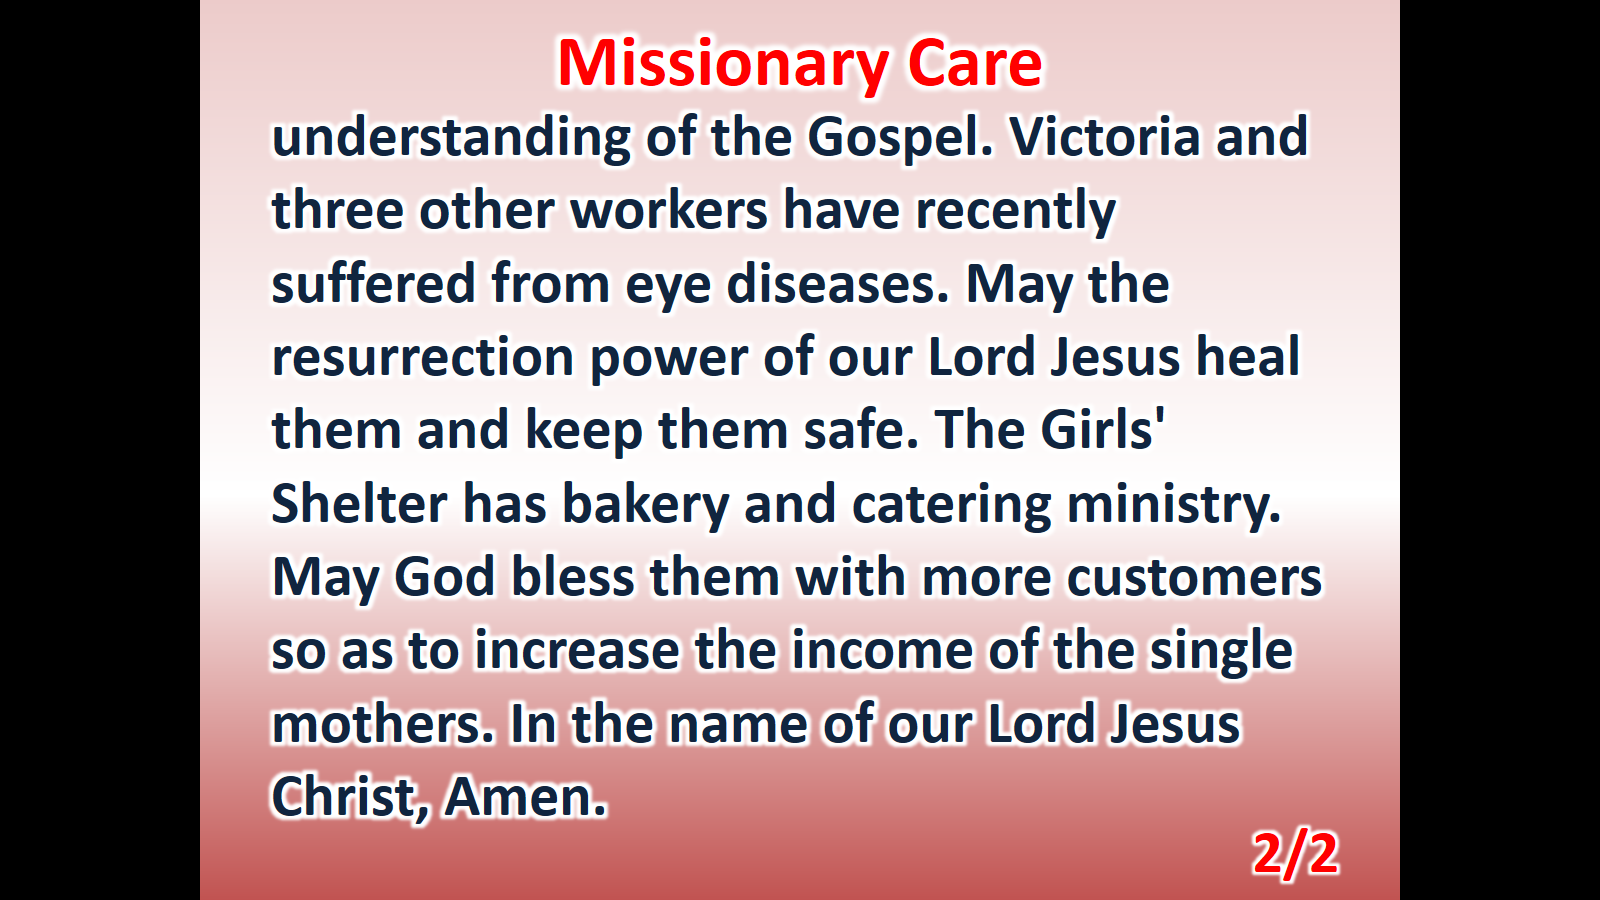 Missionary Care
understanding of the Gospel. Victoria and
three other workers have recently
suffered from eye diseases. May the
resurrection power of our Lord Jesus heal
them and keep them safe. The Girls'
Shelter has bakery and catering ministry.
May God bless them with more customers
so as to increase the income of the single
mothers. In the name of our Lord Jesus
Christ, Amen.
2/2